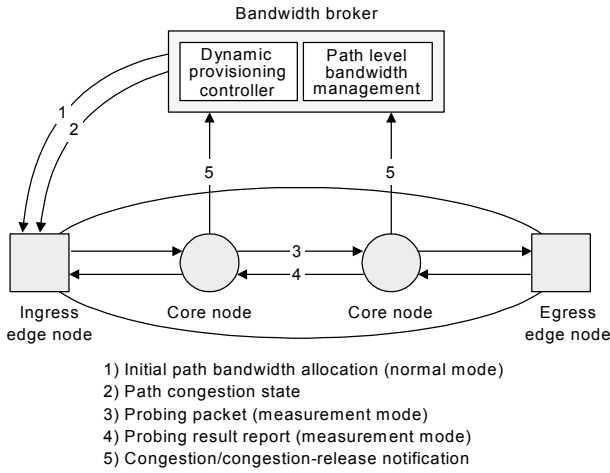 Bandwidth broker
Dynamic
provisioning
controller
Path level
bandwidth
management
1
2
5
5
3
4
Ingress
edge node
Core node
Core node
Egress
edge node
1) Initial path bandwidth allocation (normal mode)
2) Path congestion state
3) Probing packet (measurement mode)
4) Probing result report (measurement mode)
5) Congestion/congestion-release notification